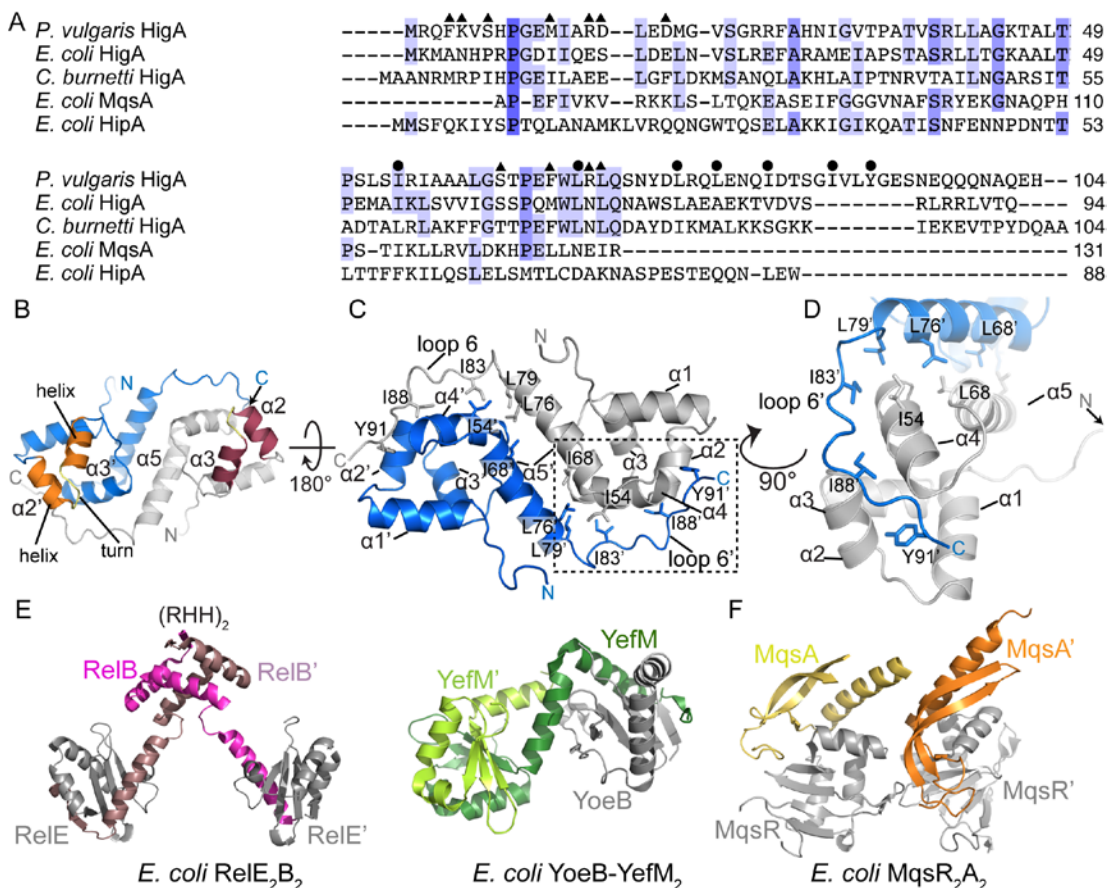 A
P. vulgaris HigA -----MRQFKVSHPGEMIARD--LEDMG-VSGRRFAHNIGVTPATVSRLLAGKTALT 49
E. coli HigA -----MKMANHPRPGDIIQES--LDELN-VSLREFARAMEIAPSTASRLLTGKAALT 49
C. burnetti HigA ---MAANRMRPIHPGEILAEE--LGFLDKMSANQLAKHLAIPTNRVTAILNGARSIT 55
E. coli MqsA ------------AP-EFIVKV--RKKLS-LTQKEASEIFGGGVNAFSRYEKGNAQPH 110
E. coli HipA ----MMSFQKIYSPTQLANAMKLVRQQNGWTQSELAKKIGIKQATISNFENNPDNTT 53
P. vulgaris HigA PSLSIRIAAALGSTPEFWLRLQSNYDLRQLENQIDTSGIVLYGESNEQQQNAQEH- 104
E. coli HigA PEMAIKLSVVIGSSPQMWLNLQNAWSLAEAEKTVDVS-------RLRRLVTQ---- 94
C. burnetti HigA ADTALRLAKFFGTTPEFWLNLQDAYDIKMALKKSGKK-------IEKEVTPYDQAA 104
E. coli MqsA PS-TIKLLRVLDKHPELLNEIR---------------------------------- 131
E. coli HipA LTTFFKILQSLELSMTLCDAKNASPESTEQQN-LEW-------------------- 88
B
helix
N
C
α2
α3'
α5
α3
C
α2'
N
helix
turn
180°
C
loop 6
N
I83
L79
α1
I88
α4'
L76
Y91
I54'
α2
C
α2'
I68'
α5'
I68
α3
Y91'
C
α3'
I54
α4
I88'
L76'
α1'
L79'
I83'
loop 6'
N
90°
D
L79'
L76'
L68'
I83'
L68
α5
N
loop 6'
I54
α4
I88'
α3
α1
α2
Y91'
C
E
(RHH)2
RelB
RelB'
RelE
RelE'
E. coli RelE2B2
YefM
YefM'
YoeB
E. coli YoeB-YefM2
F
MqsA
MqsA'
MqsR
MqsR'
E. coli MqsR2A2